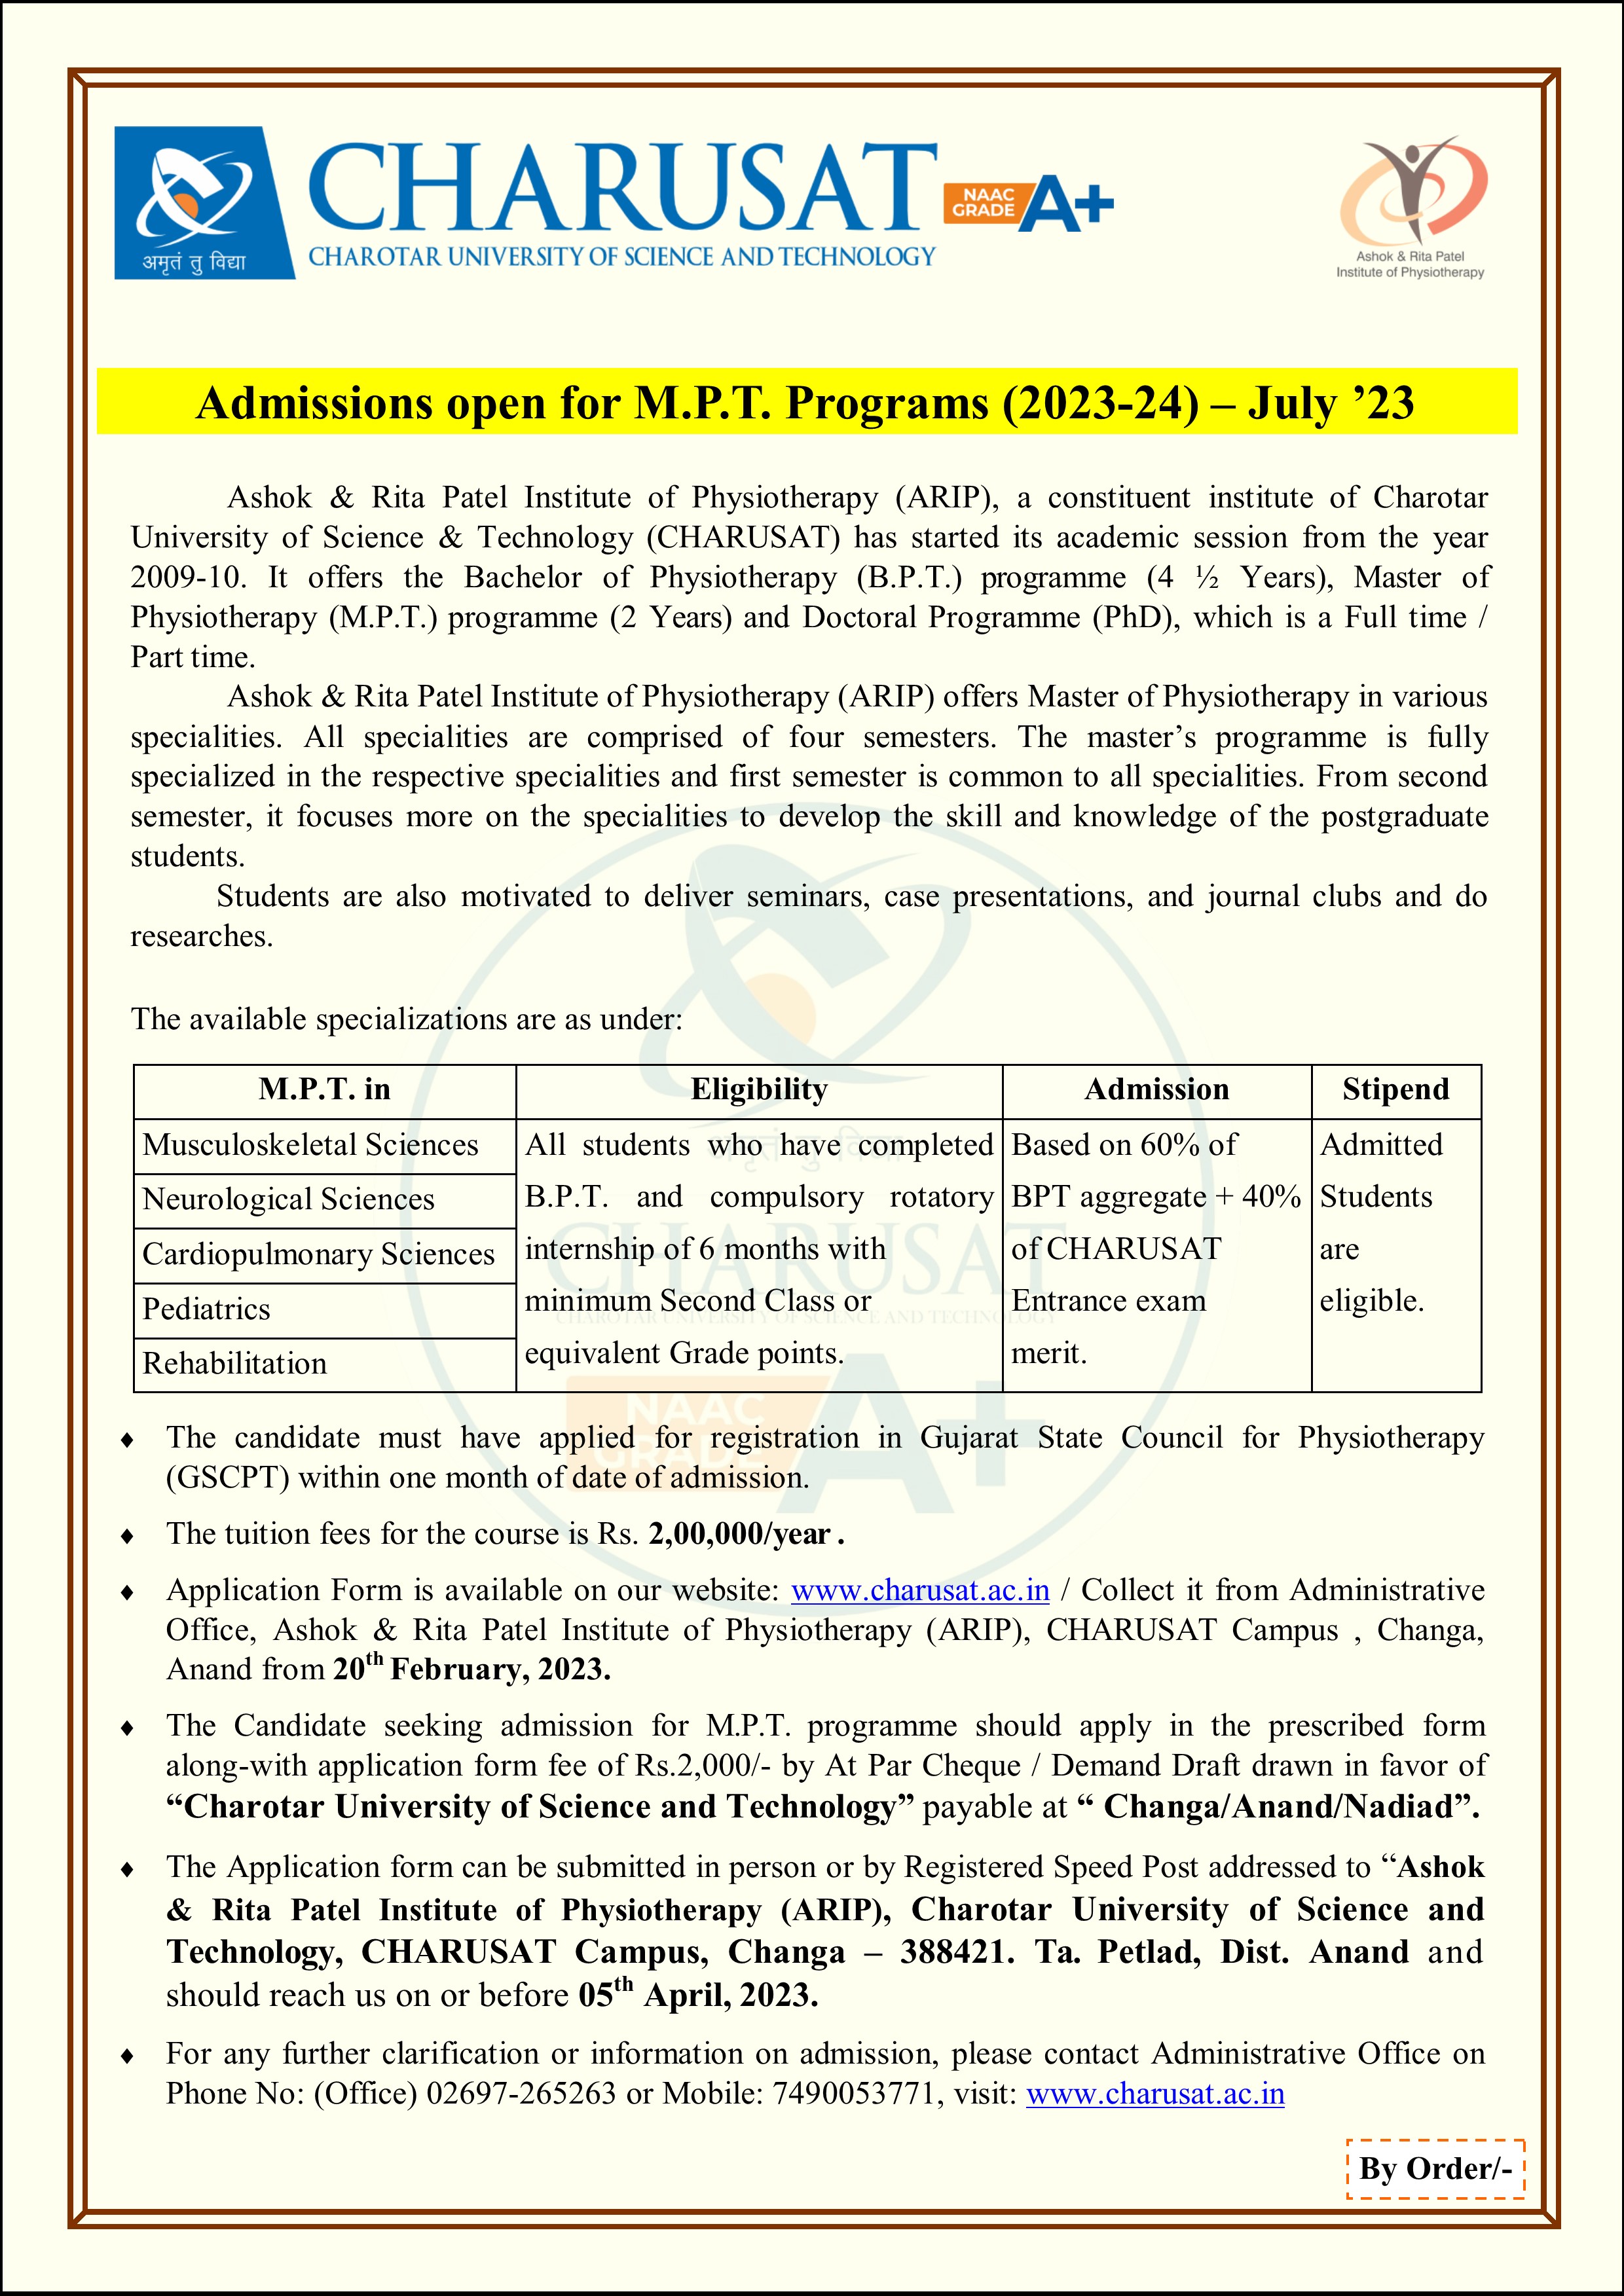 CHARUSAT
NAAC
GRADE A+
अमृतं तु विद्या
CHAROTAR UNIVERSITY OF SCIENCE AND TECHNOLOGY
Ashok & Rita Patel
Institute of Physiotherapy
Admissions open for M.P.T. Programs (2023-24) – July ’23
Ashok & Rita Patel Institute of Physiotherapy (ARIP), a constituent institute of Charotar
University of Science & Technology (CHARUSAT) has started its academic session from the year
2009-10. It offers the Bachelor of Physiotherapy (B.P.T.) programme (4 ½ Years), Master of
Physiotherapy (M.P.T.) programme (2 Years) and Doctoral Programme (PhD), which is a Full time /
Part time.
Ashok & Rita Patel Institute of Physiotherapy (ARIP) offers Master of Physiotherapy in various
specialities. All specialities are comprised of four semesters. The master’s programme is fully
specialized in the respective specialities and first semester is common to all specialities. From second
semester, it focuses more on the specialities to develop the skill and knowledge of the postgraduate
students.
Students are also motivated to deliver seminars, case presentations, and journal clubs and do
researches.
The available specializations are as under:
M.P.T. in
Eligibility
Admission
Stipend
Musculoskeletal Sciences
Neurological Sciences
Cardiopulmonary Sciences
Pediatrics
Rehabilitation
All students who have completed
B.P.T. and compulsory rotatory
internship of 6 months with
minimum Second Class or
equivalent Grade points.
Based on 60% of
BPT aggregate + 40%
of CHARUSAT
Entrance exam
merit.
Admitted
Students
are
eligible.
अमृतं तु विद्या
CHARUSAT
CHAROTAR UNIVERSITY OF SCIENCE AND TECHNOLOGY
NAAC
GRADE A+
♦ The candidate must have applied for registration in Gujarat State Council for Physiotherapy
(GSCPT) within one month of date of admission.
♦ The tuition fees for the course is Rs. 2,00,000/year .
♦ Application Form is available on our website: www.charusat.ac.in / Collect it from Administrative
Office, Ashok & Rita Patel Institute of Physiotherapy (ARIP), CHARUSAT Campus , Changa,
Anand from 20th February, 2023.
♦ The Candidate seeking admission for M.P.T. programme should apply in the prescribed form
along-with application form fee of Rs.2,000/- by At Par Cheque / Demand Draft drawn in favor of
“Charotar University of Science and Technology” payable at “ Changa/Anand/Nadiad”.
♦ The Application form can be submitted in person or by Registered Speed Post addressed to “Ashok
& Rita Patel Institute of Physiotherapy (ARIP), Charotar University of Science and
Technology, CHARUSAT Campus, Changa – 388421. Ta. Petlad, Dist. Anand and
should reach us on or before 05th April, 2023.
♦ For any further clarification or information on admission, please contact Administrative Office on
Phone No: (Office) 02697-265263 or Mobile: 7490053771, visit: www.charusat.ac.in
By Order/-